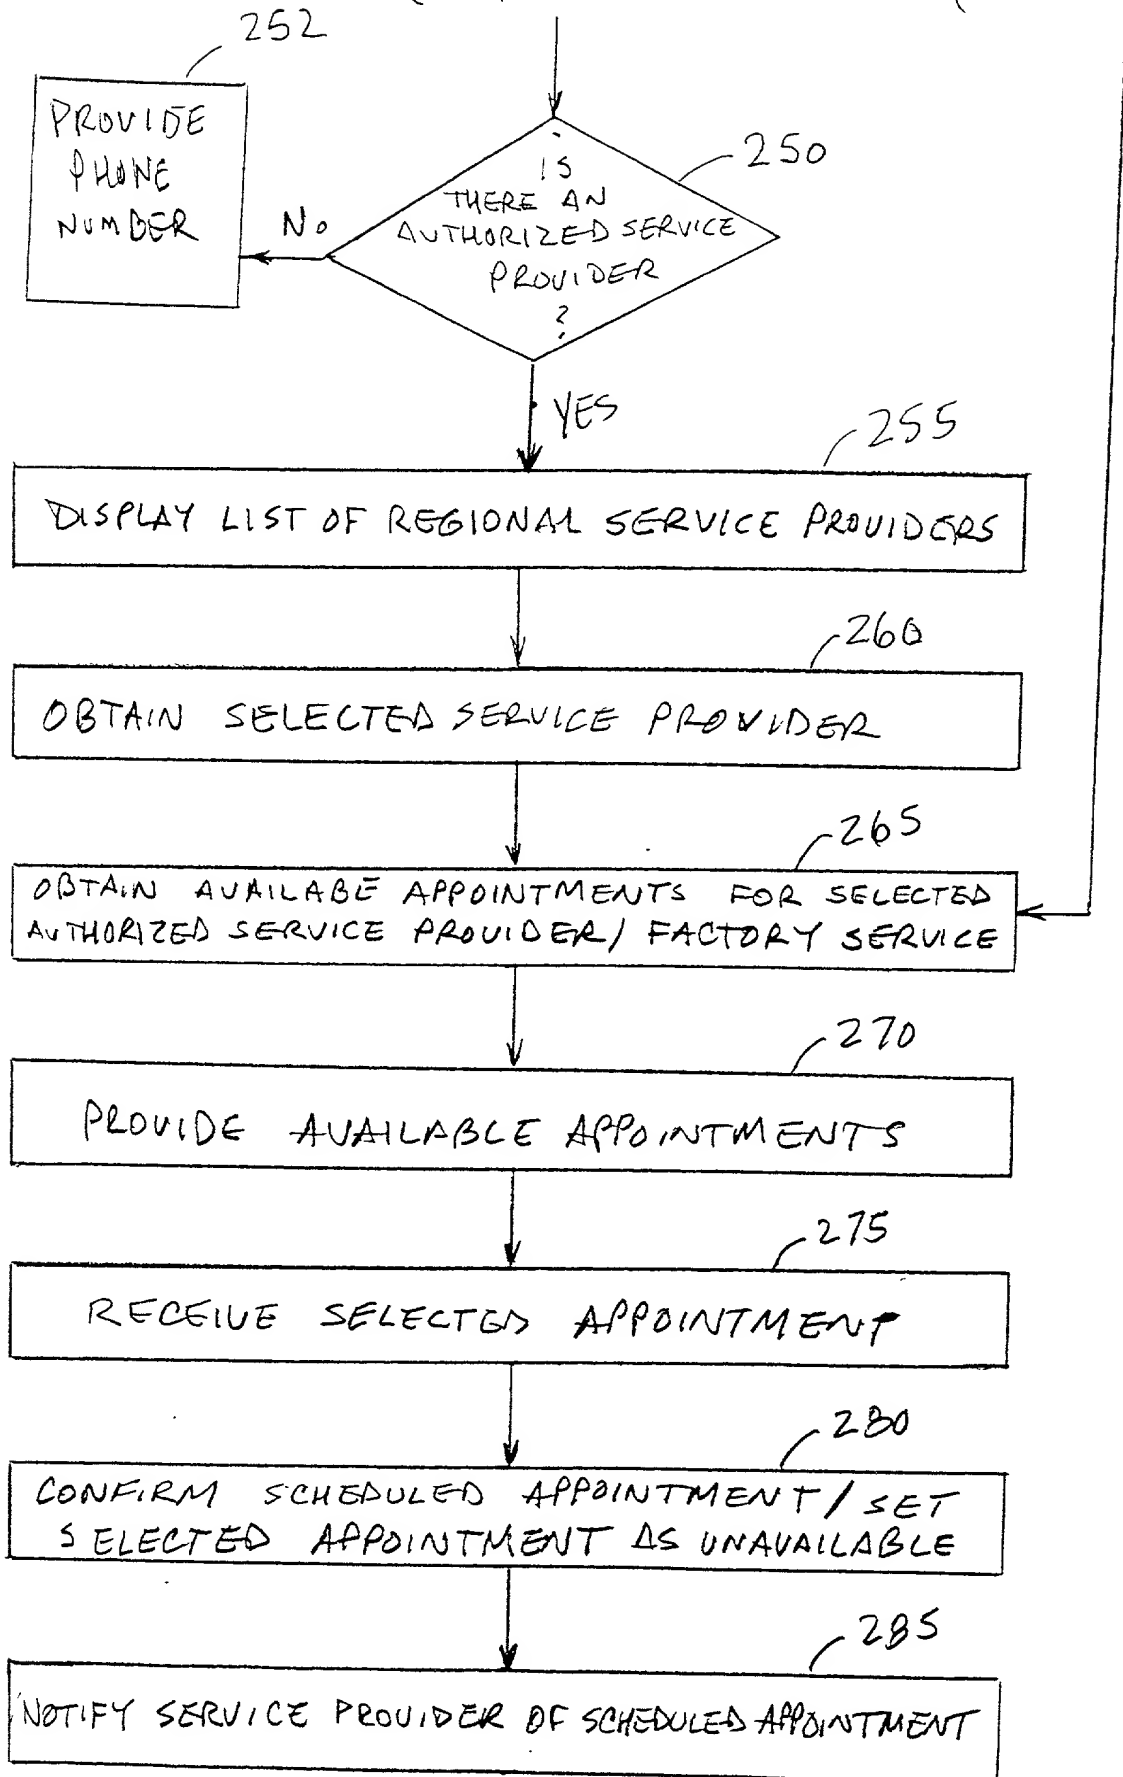 252
PROVIDE
PHONE
NUMBER
No
250
IS
THERE AN
AUTHORIZED SERVICE
PROVIDER
?
YES
255
DISPLAY LIST OF REGIONAL SERVICE PROVIDERS
260
OBTAIN SELECTED SERVICE PROVIDER
265
OBTAIN AVAILABE APPOINTMENTS FOR SELECTED
AUTHORIZED SERVICE PROVIDER/ FACTORY SERVICE
270
PROVIDE AVAILABLE APPOINTMENTS
275
RECEIVE SELECTED APPOINTMENT
280
CONFIRM SCHEDULED APPOINTMENT/ SET
SELECTED APPOINTMENT AS UNAVAILABLE
285
NOTIFY SERVICE PROVIDER OF SCHEDULED APPOINTMENT